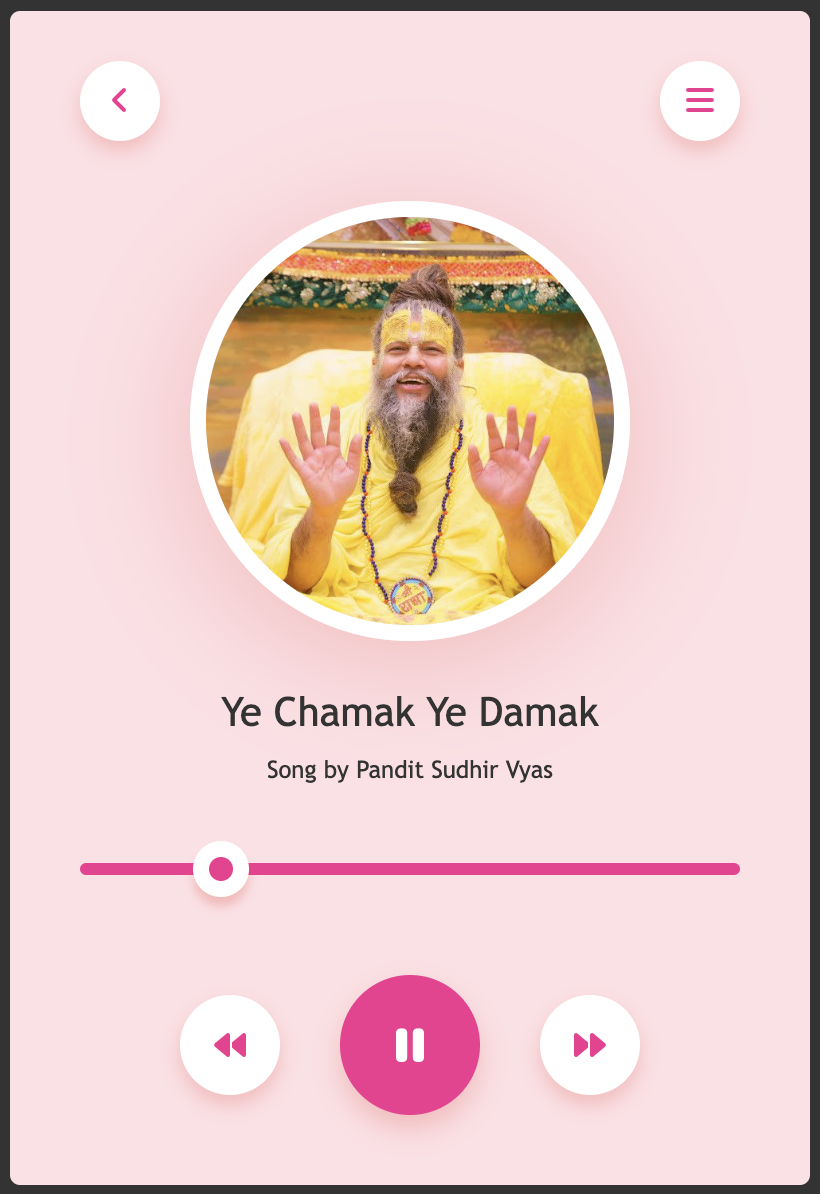 Ye Chamak Ye Damak
Song by Pandit Sudhir Vyas
श्री
राधा